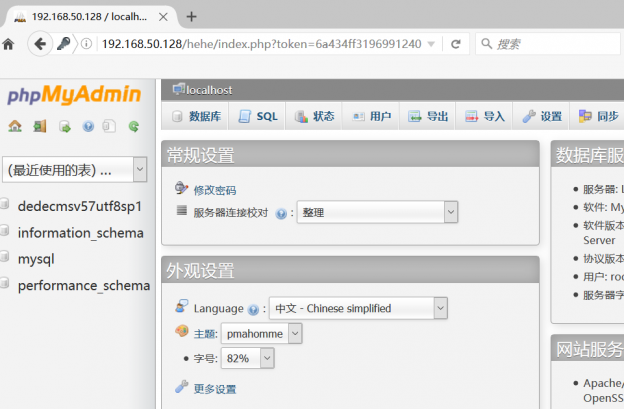 192.168.50.128 / localh...
192.168.50.128/hehe/index.php?token=6a434ff3196991240
搜索
phpMyAdmin
(最近使用的表) ...
dedecmsv57utf8sp1
information_schema
mysql
performance_schema
localhost
数据库 SQL 状态 用户 导出 导入 设置 同步
常规设置
修改密码
服务器连接校对 : 整理
外观设置
Language : 中文 - Chinese simplified
主题: pmahomme
字号: 82%
更多设置
数据库服
服务器: L
软件: My
软件版本
Server
协议版本
用户: roo
服务器字
网站服务
Apache/
OpenSS